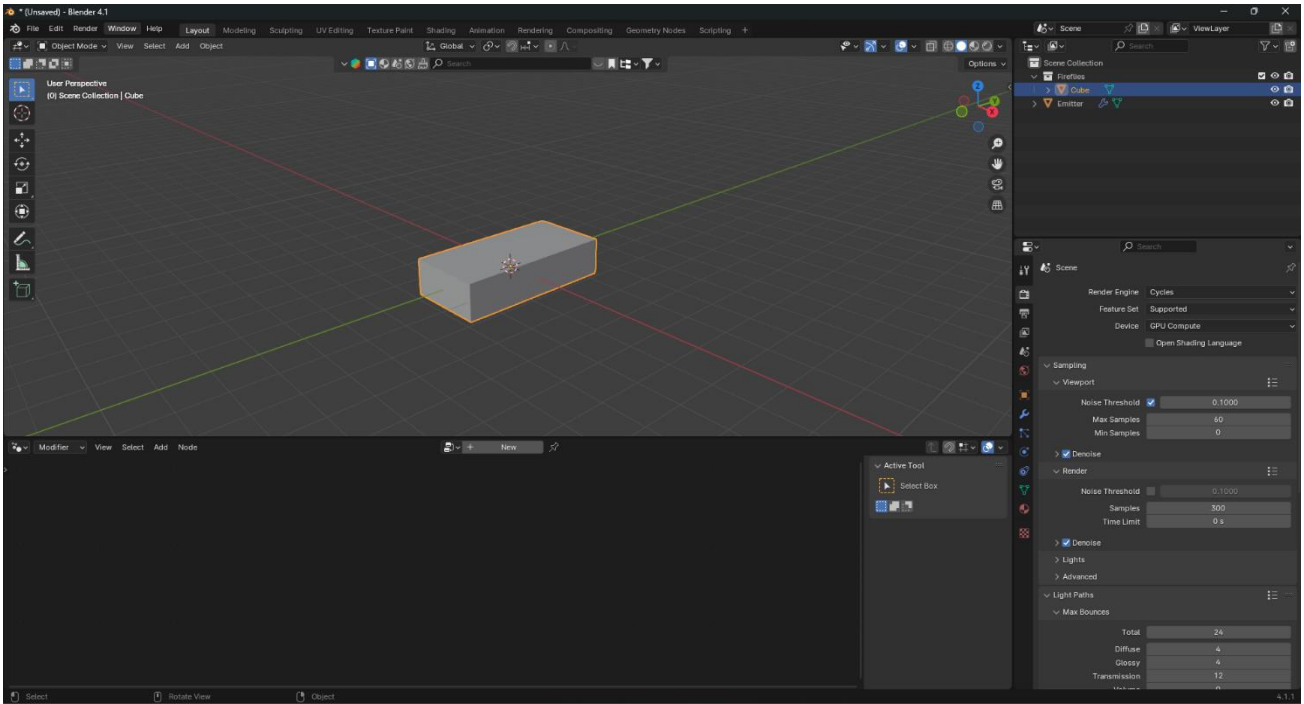 * (Unsaved) - Blender 4.1
File Edit Render Window Help Layout Modeling Sculpting UV Editing Texture Paint Shading Animation Rendering Compositing Geometry Nodes Scripting + Scene ViewLayer
Object Mode View Select Add Object Global Search
Search Options
User Perspective
(0) Scene Collection | Cube
Z
Y
X
Scene Collection
Fireflies
Cube
Emitter
Search
Scene
Render Engine Cycles
Feature Set Supported
Device GPU Compute
Open Shading Language
Sampling
Viewport
Noise Threshold 0.1000
Max Samples 60
Min Samples 0
Denoise
Render
Noise Threshold 0.1000
Samples 300
Time Limit 0 s
Denoise
Lights
Advanced
Light Paths
Max Bounces
Total 24
Diffuse 4
Glossy 4
Transmission 12
Modifier View Select Add Node + New
Active Tool
Select Box
Select Rotate View Object 4.1.1